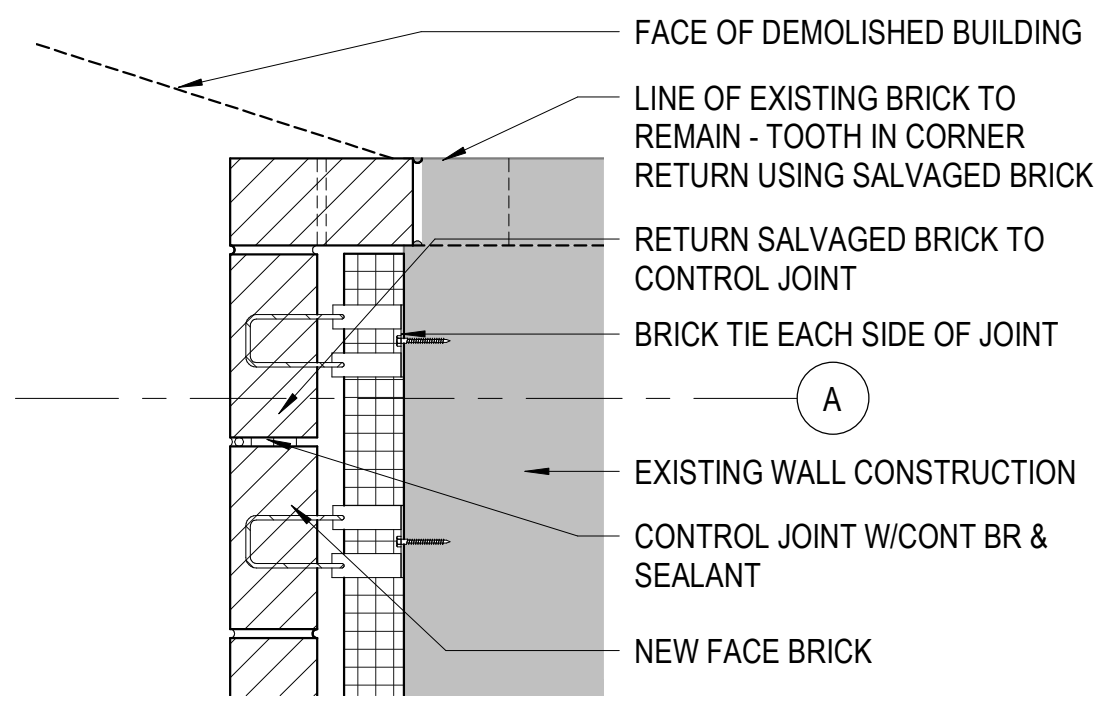 FACE OF DEMOLISHED BUILDING
LINE OF EXISTING BRICK TO
REMAIN - TOOTH IN CORNER
RETURN USING SALVAGED BRICK
RETURN SALVAGED BRICK TO
CONTROL JOINT
BRICK TIE EACH SIDE OF JOINT
A
EXISTING WALL CONSTRUCTION
CONTROL JOINT W/CONT BR &
SEALANT
NEW FACE BRICK